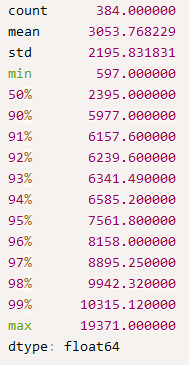 count 384.000000
mean 3053.768229
std 2195.831831
min 597.000000
50% 2395.000000
90% 5977.000000
91% 6157.600000
92% 6239.600000
93% 6341.490000
94% 6585.200000
95% 7561.800000
96% 8158.000000
97% 8895.250000
98% 9942.320000
99% 10315.120000
max 19371.000000
dtype: float64